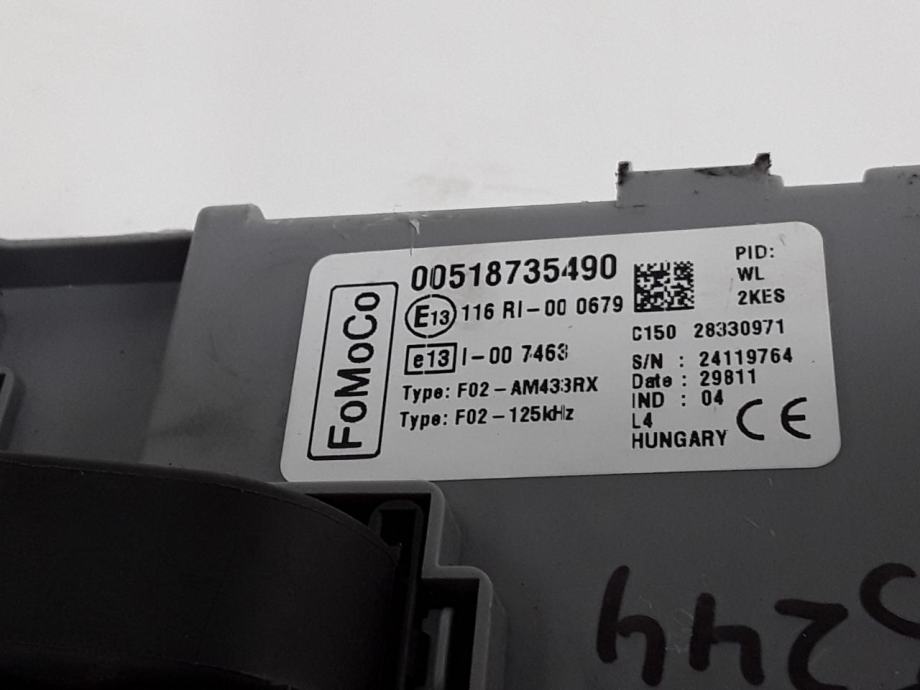 FoMoCo
00518735490
E13 116 RI-00 0679
e13 I-00 7463
Type: F02-AM433RX
Type: F02-125kHz
PID:
WL
2KES
C150 28330971
S/N : 24119764
Date : 29811
IND : 04
L4
HUNGARY CE
244